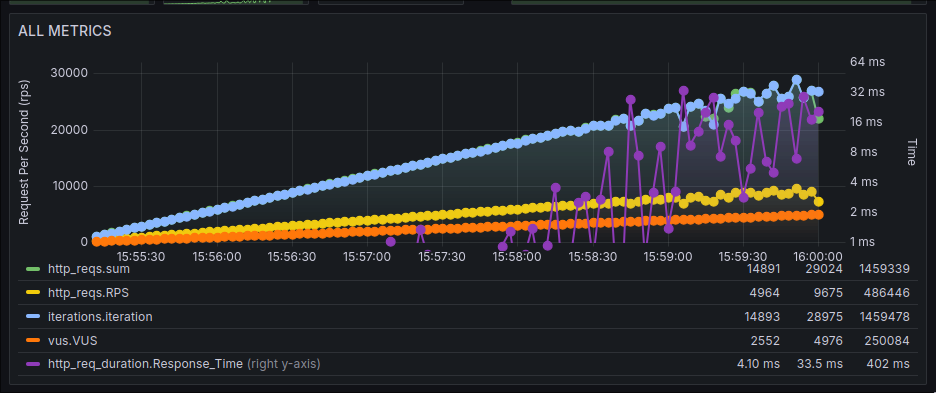 ALL METRICS
Request Per Second (rps)
30000
20000
10000
0
64 ms
32 ms
16 ms
8 ms
4 ms
2 ms
1 ms
Time
15:55:30 15:56:00 15:56:30 15:57:00 15:57:30 15:58:00 15:58:30 15:59:00 15:59:30 16:00:00
http_reqs.sum 14891 29024 1459339
http_reqs.RPS 4964 9675 486446
iterations.iteration 14893 28975 1459478
vus.VUS 2552 4976 250084
http_req_duration.Response_Time (right y-axis) 4.10 ms 33.5 ms 402 ms